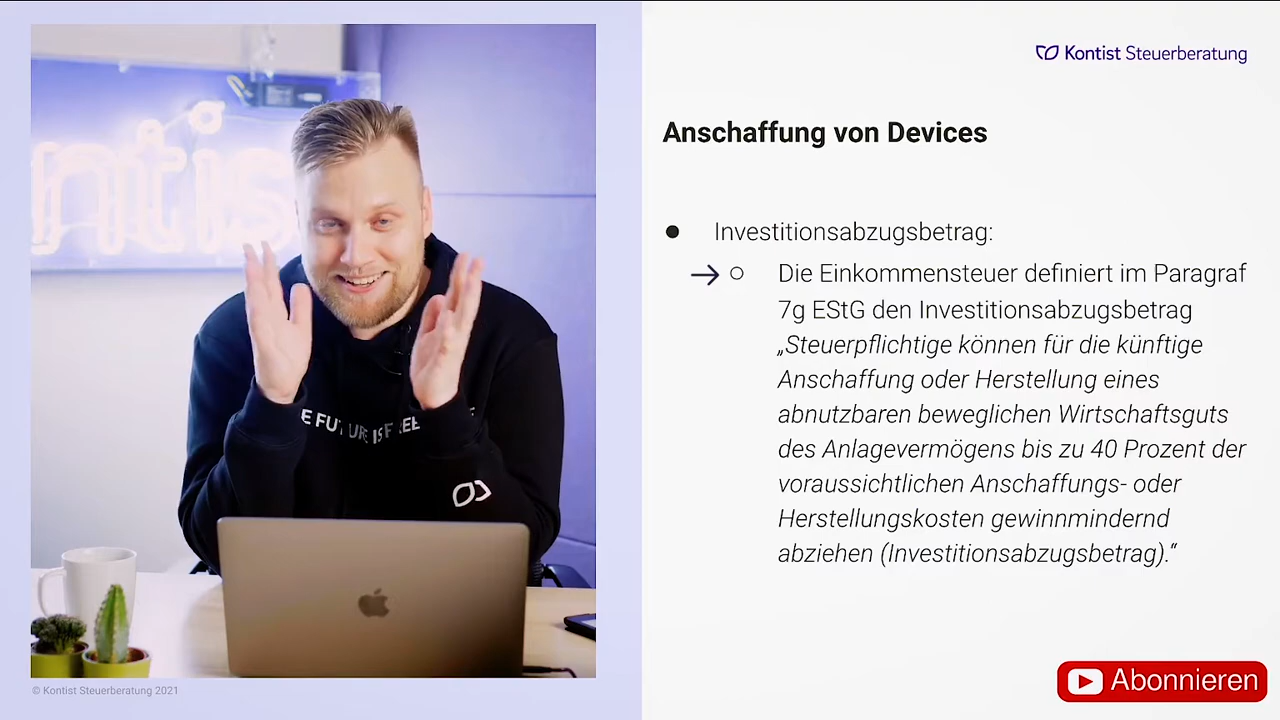 Kontist Steuerberatung
Anschaffung von Devices
Investitionsabzugsbetrag:
Die Einkommensteuer definiert im Paragraf
7g EStG den Investitionsabzugsbetrag
„Steuerpflichtige können für die künftige
Anschaffung oder Herstellung eines
abnutzbaren beweglichen Wirtschaftsguts
des Anlagevermögens bis zu 40 Prozent der
voraussichtlichen Anschaffungs- oder
Herstellungskosten gewinnmindernd
abziehen (Investitionsabzugsbetrag).“
Abonnieren
© Kontist Steuerberatung 2021